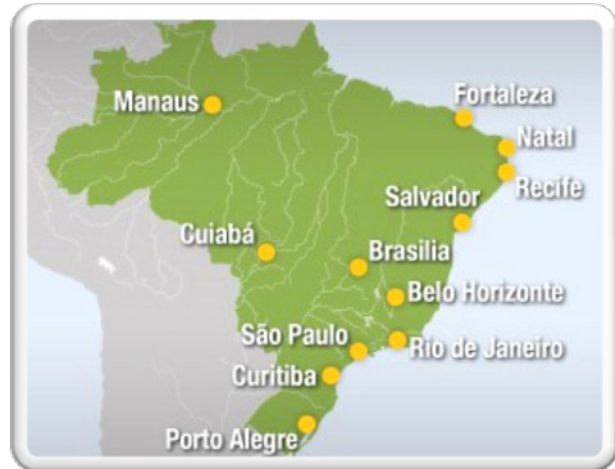 Fortaleza
Manaus
Natal
Recife
Salvador
Cuiabá
Brasilia
Belo Horizonte
São Paulo
Rio de Janeiro
Curitiba
Porto Alegre